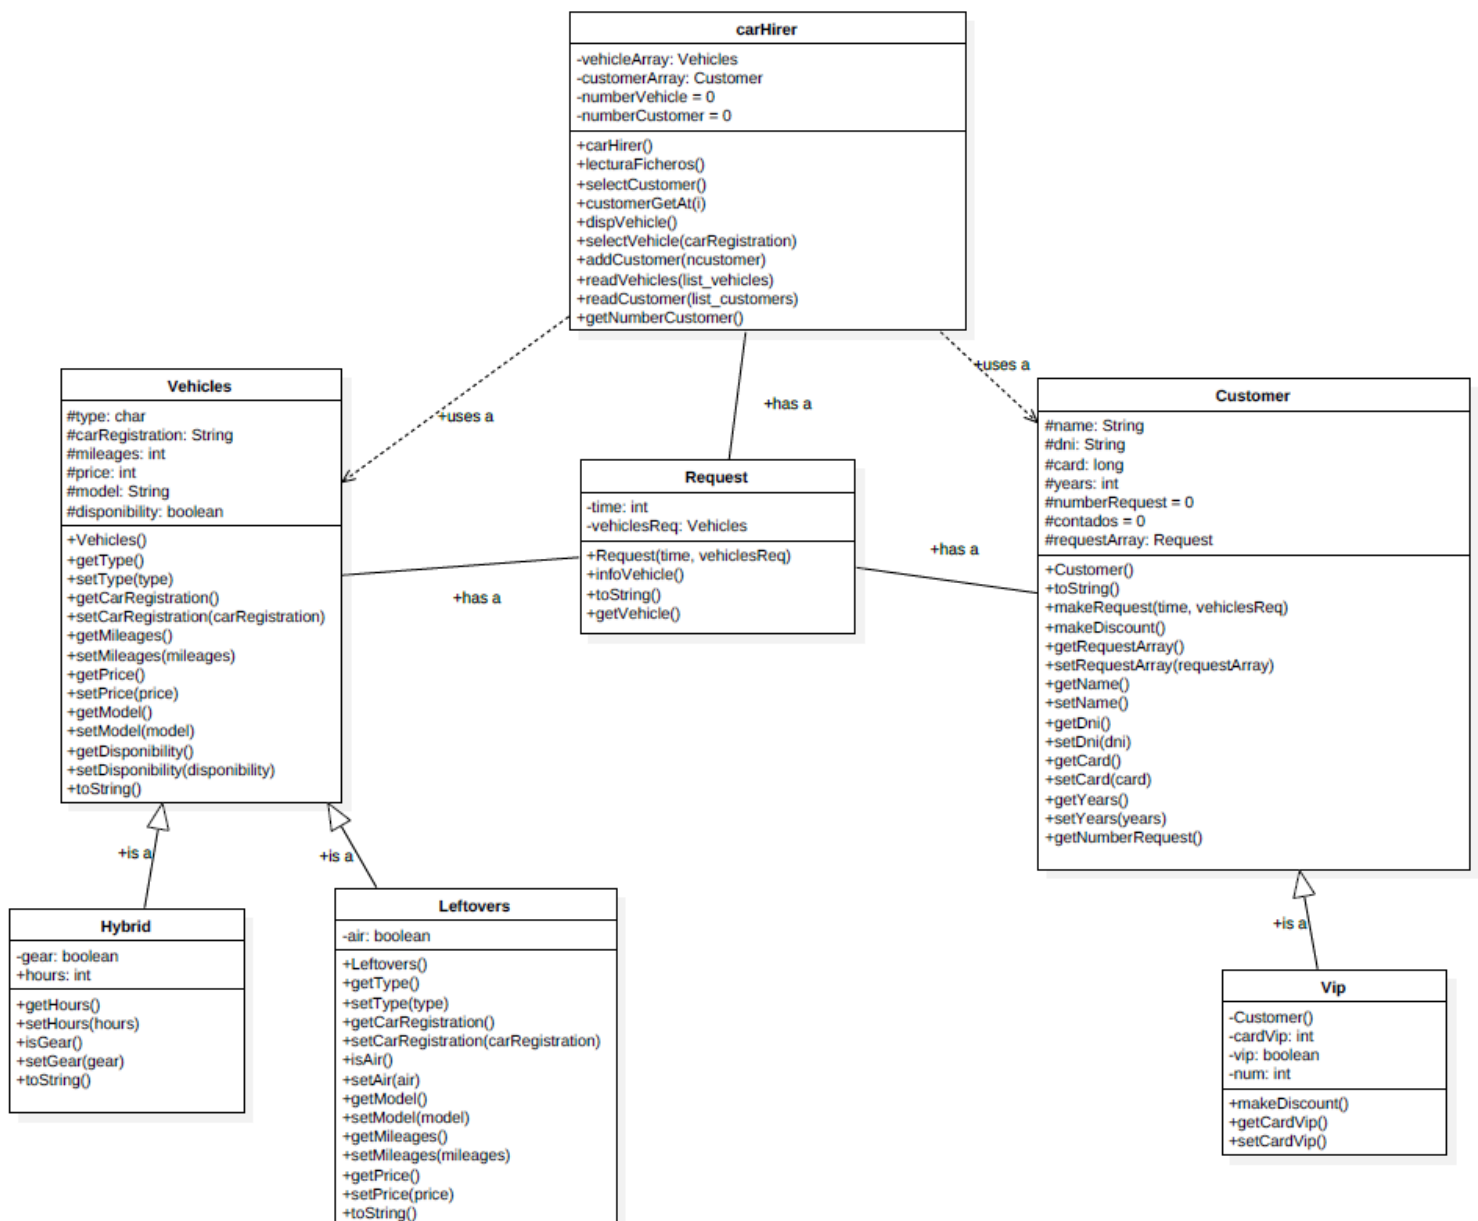 carHirer
-vehicleArray: Vehicles
-customerArray: Customer
-numberVehicle = 0
-numberCustomer = 0
+carHirer()
+lecturaFicheros()
+selectCustomer()
+customerGetAt(i)
+dispVehicle()
+selectVehicle(carRegistration)
+addCustomer(ncustomer)
+readVehicles(list_vehicles)
+readCustomer(list_customers)
+getNumberCustomer()
+uses a
+has a
+uses a
Vehicles
#type: char
#carRegistration: String
#mileages: int
#price: int
#model: String
#disponibility: boolean
+Vehicles()
+getType()
+setType(type)
+getCarRegistration()
+setCarRegistration(carRegistration)
+getMileages()
+setMileages(mileages)
+getPrice()
+setPrice(price)
+getModel()
+setModel(model)
+getDisponibility()
+setDisponibility(disponibility)
+toString()
+has a
Request
-time: int
-vehiclesReq: Vehicles
+Request(time, vehiclesReq)
+infoVehicle()
+toString()
+getVehicle()
+has a
Customer
#name: String
#dni: String
#card: long
#years: int
#numberRequest = 0
#contados = 0
#requestArray: Request
+Customer()
+toString()
+makeRequest(time, vehiclesReq)
+makeDiscount()
+getRequestArray()
+setRequestArray(requestArray)
+getName()
+setName()
+getDni()
+setDni(dni)
+getCard()
+setCard(card)
+getYears()
+setYears(years)
+getNumberRequest()
+is a
+is a
+is a
Hybrid
-gear: boolean
+hours: int
+getHours()
+setHours(hours)
+isGear()
+setGear(gear)
+toString()
Leftovers
-air: boolean
+Leftovers()
+getType()
+setType(type)
+getCarRegistration()
+setCarRegistration(carRegistration)
+isAir()
+setAir(air)
+getModel()
+setModel(model)
+getMileages()
+setMileages(mileages)
+getPrice()
+setPrice(price)
+toString()
Vip
-Customer()
-cardVip: int
-vip: boolean
-num: int
+makeDiscount()
+getCardVip()
+setCardVip()